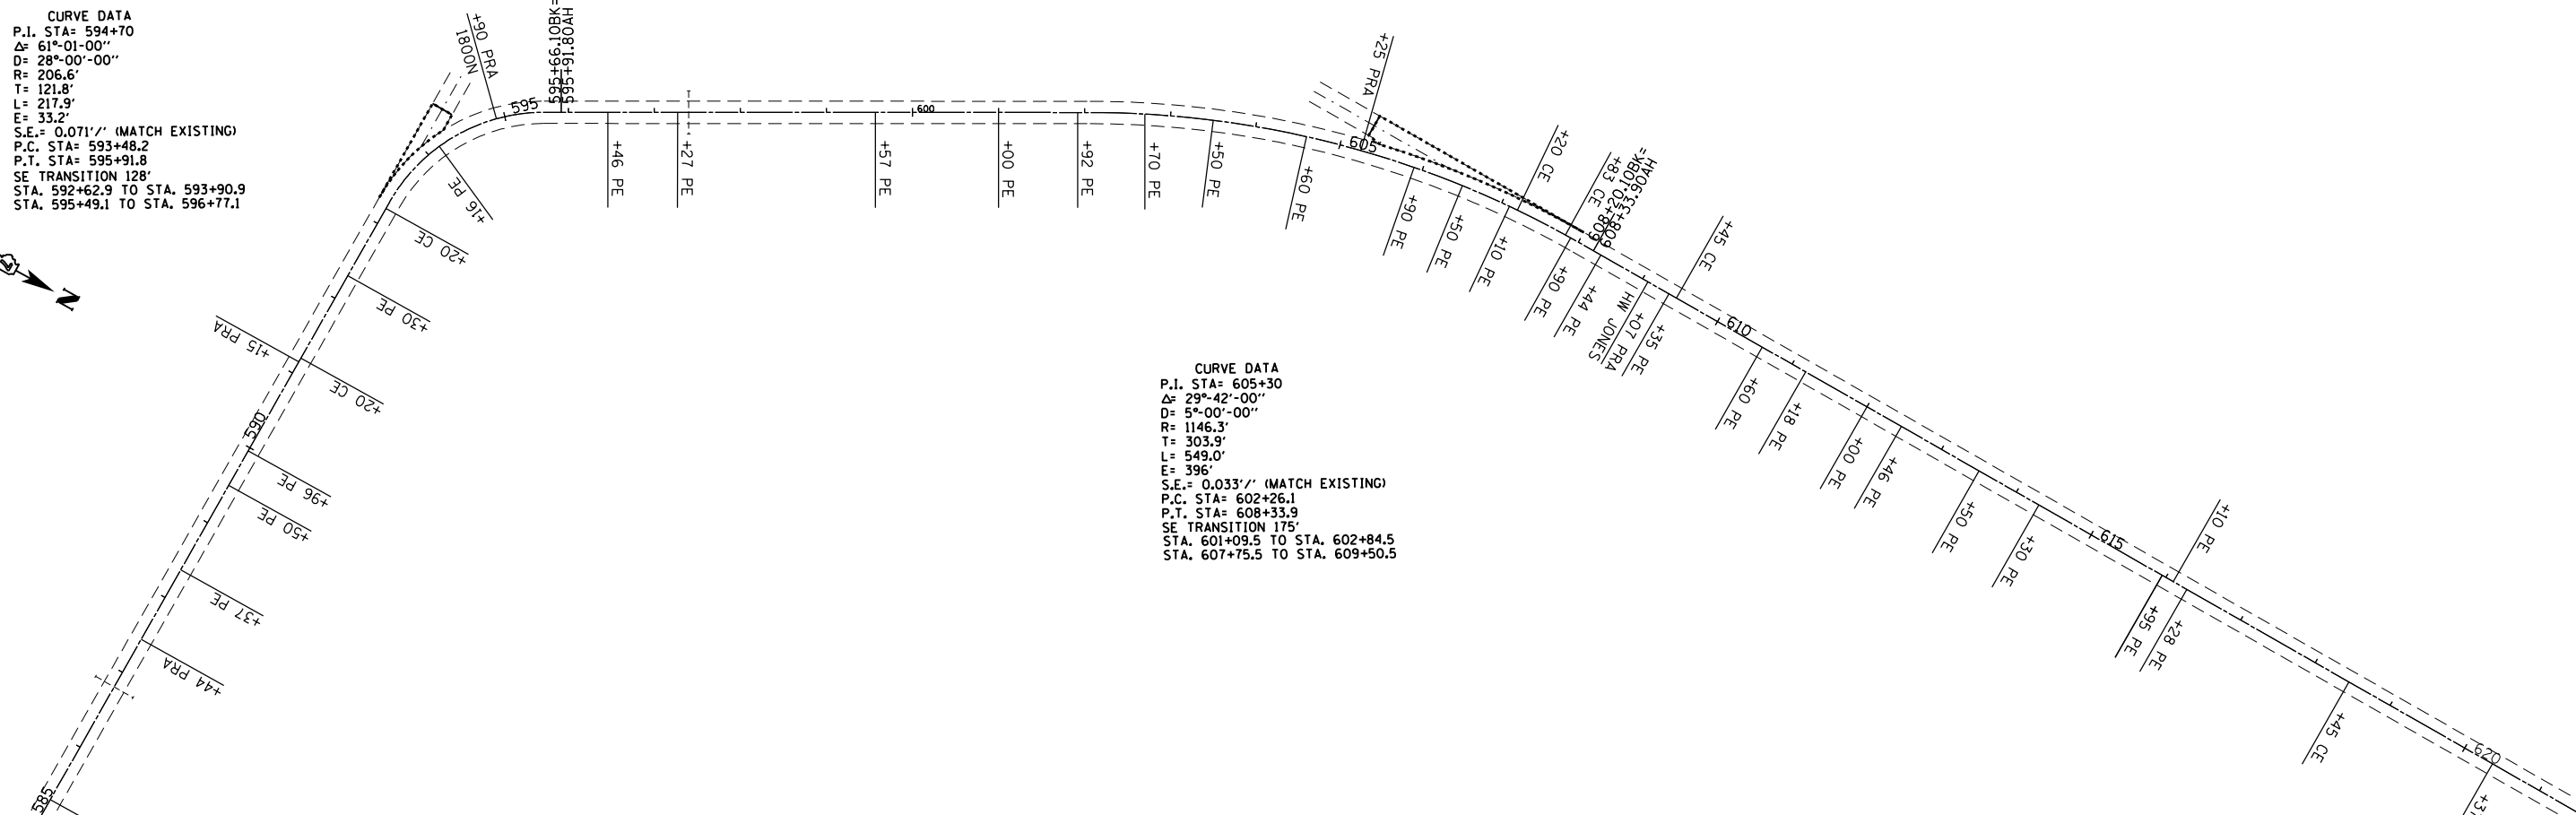 CURVE DATA
P.I. STA= 594+70
Δ= 61°-01'-00''
D= 28°-00'-00''
R= 206.6'
T= 121.8'
L= 217.9'
E= 33.2'
S.E.= 0.071'/' (MATCH EXISTING)
P.C. STA= 593+48.2
P.T. STA= 595+91.8
SE TRANSITION 128'
STA. 592+62.9 TO STA. 593+90.9
STA. 595+49.1 TO STA. 596+77.1
N
585
+44 PRA
+37 PE
+50 PE
+96 PE
590
+20 CE
+15 PRA
+30 PE
+20 CE
+16 PE
+90 PRA
1800N
595
595+66.10BK=
595+91.80AH
+46 PE
+27 PE
+57 PE
600
+00 PE
+92 PE
+70 PE
+50 PE
+60 PE
+25 PRA
605
+90 PE
+50 PE
+10 PE
+20 CE
+83 CE
608+20.10BK=
608+33.90AH
+90 PE
+44 PE
HW JONES
+07 PRA
+35 PE
+45 CE
610
+60 PE
+18 PE
+00 PE
+46 PE
+50 PE
+30 PE
615
+10 PE
+95 PE
+28 PE
+45 CE
620
CURVE DATA
P.I. STA= 605+30
Δ= 29°-42'-00''
D= 5°-00'-00''
R= 1146.3'
T= 303.9'
L= 549.0'
E= 396'
S.E.= 0.033'/' (MATCH EXISTING)
P.C. STA= 602+26.1
P.T. STA= 608+33.9
SE TRANSITION 175'
STA. 601+09.5 TO STA. 602+84.5
STA. 607+75.5 TO STA. 609+50.5